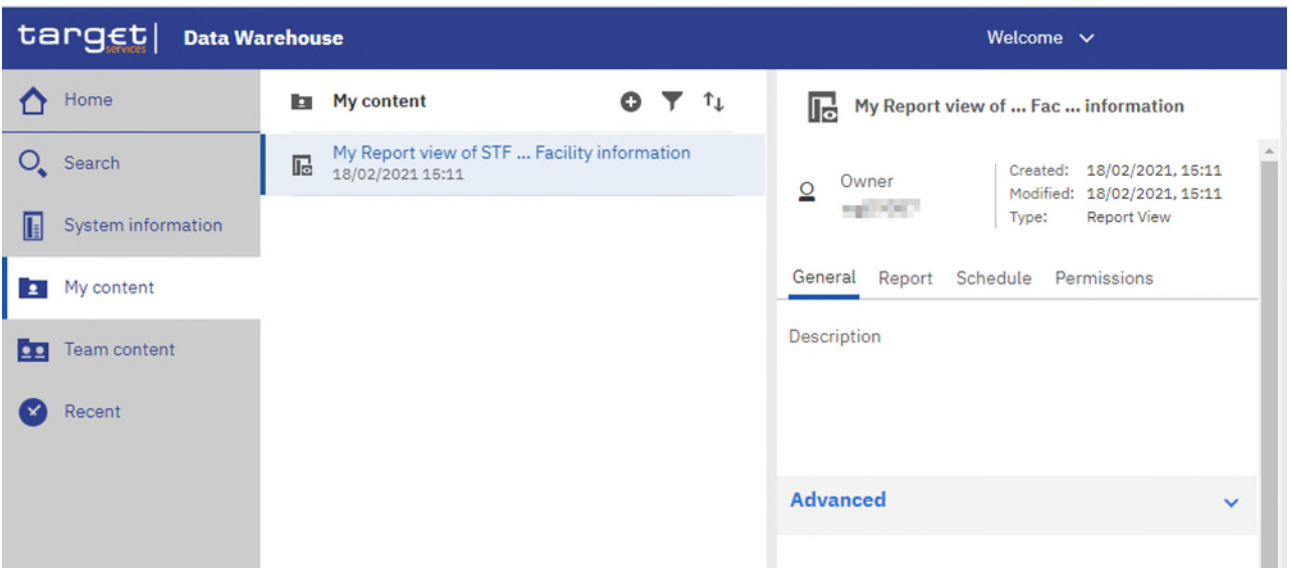 target services | Data Warehouse
Welcome
Home
Search
System information
My content
Team content
Recent
My content
My Report view of STF ... Facility information
18/02/2021 15:11
My Report view of ... Fac ... information
Owner
Created: 18/02/2021, 15:11
Modified: 18/02/2021, 15:11
Type: Report View
General Report Schedule Permissions
Description
Advanced